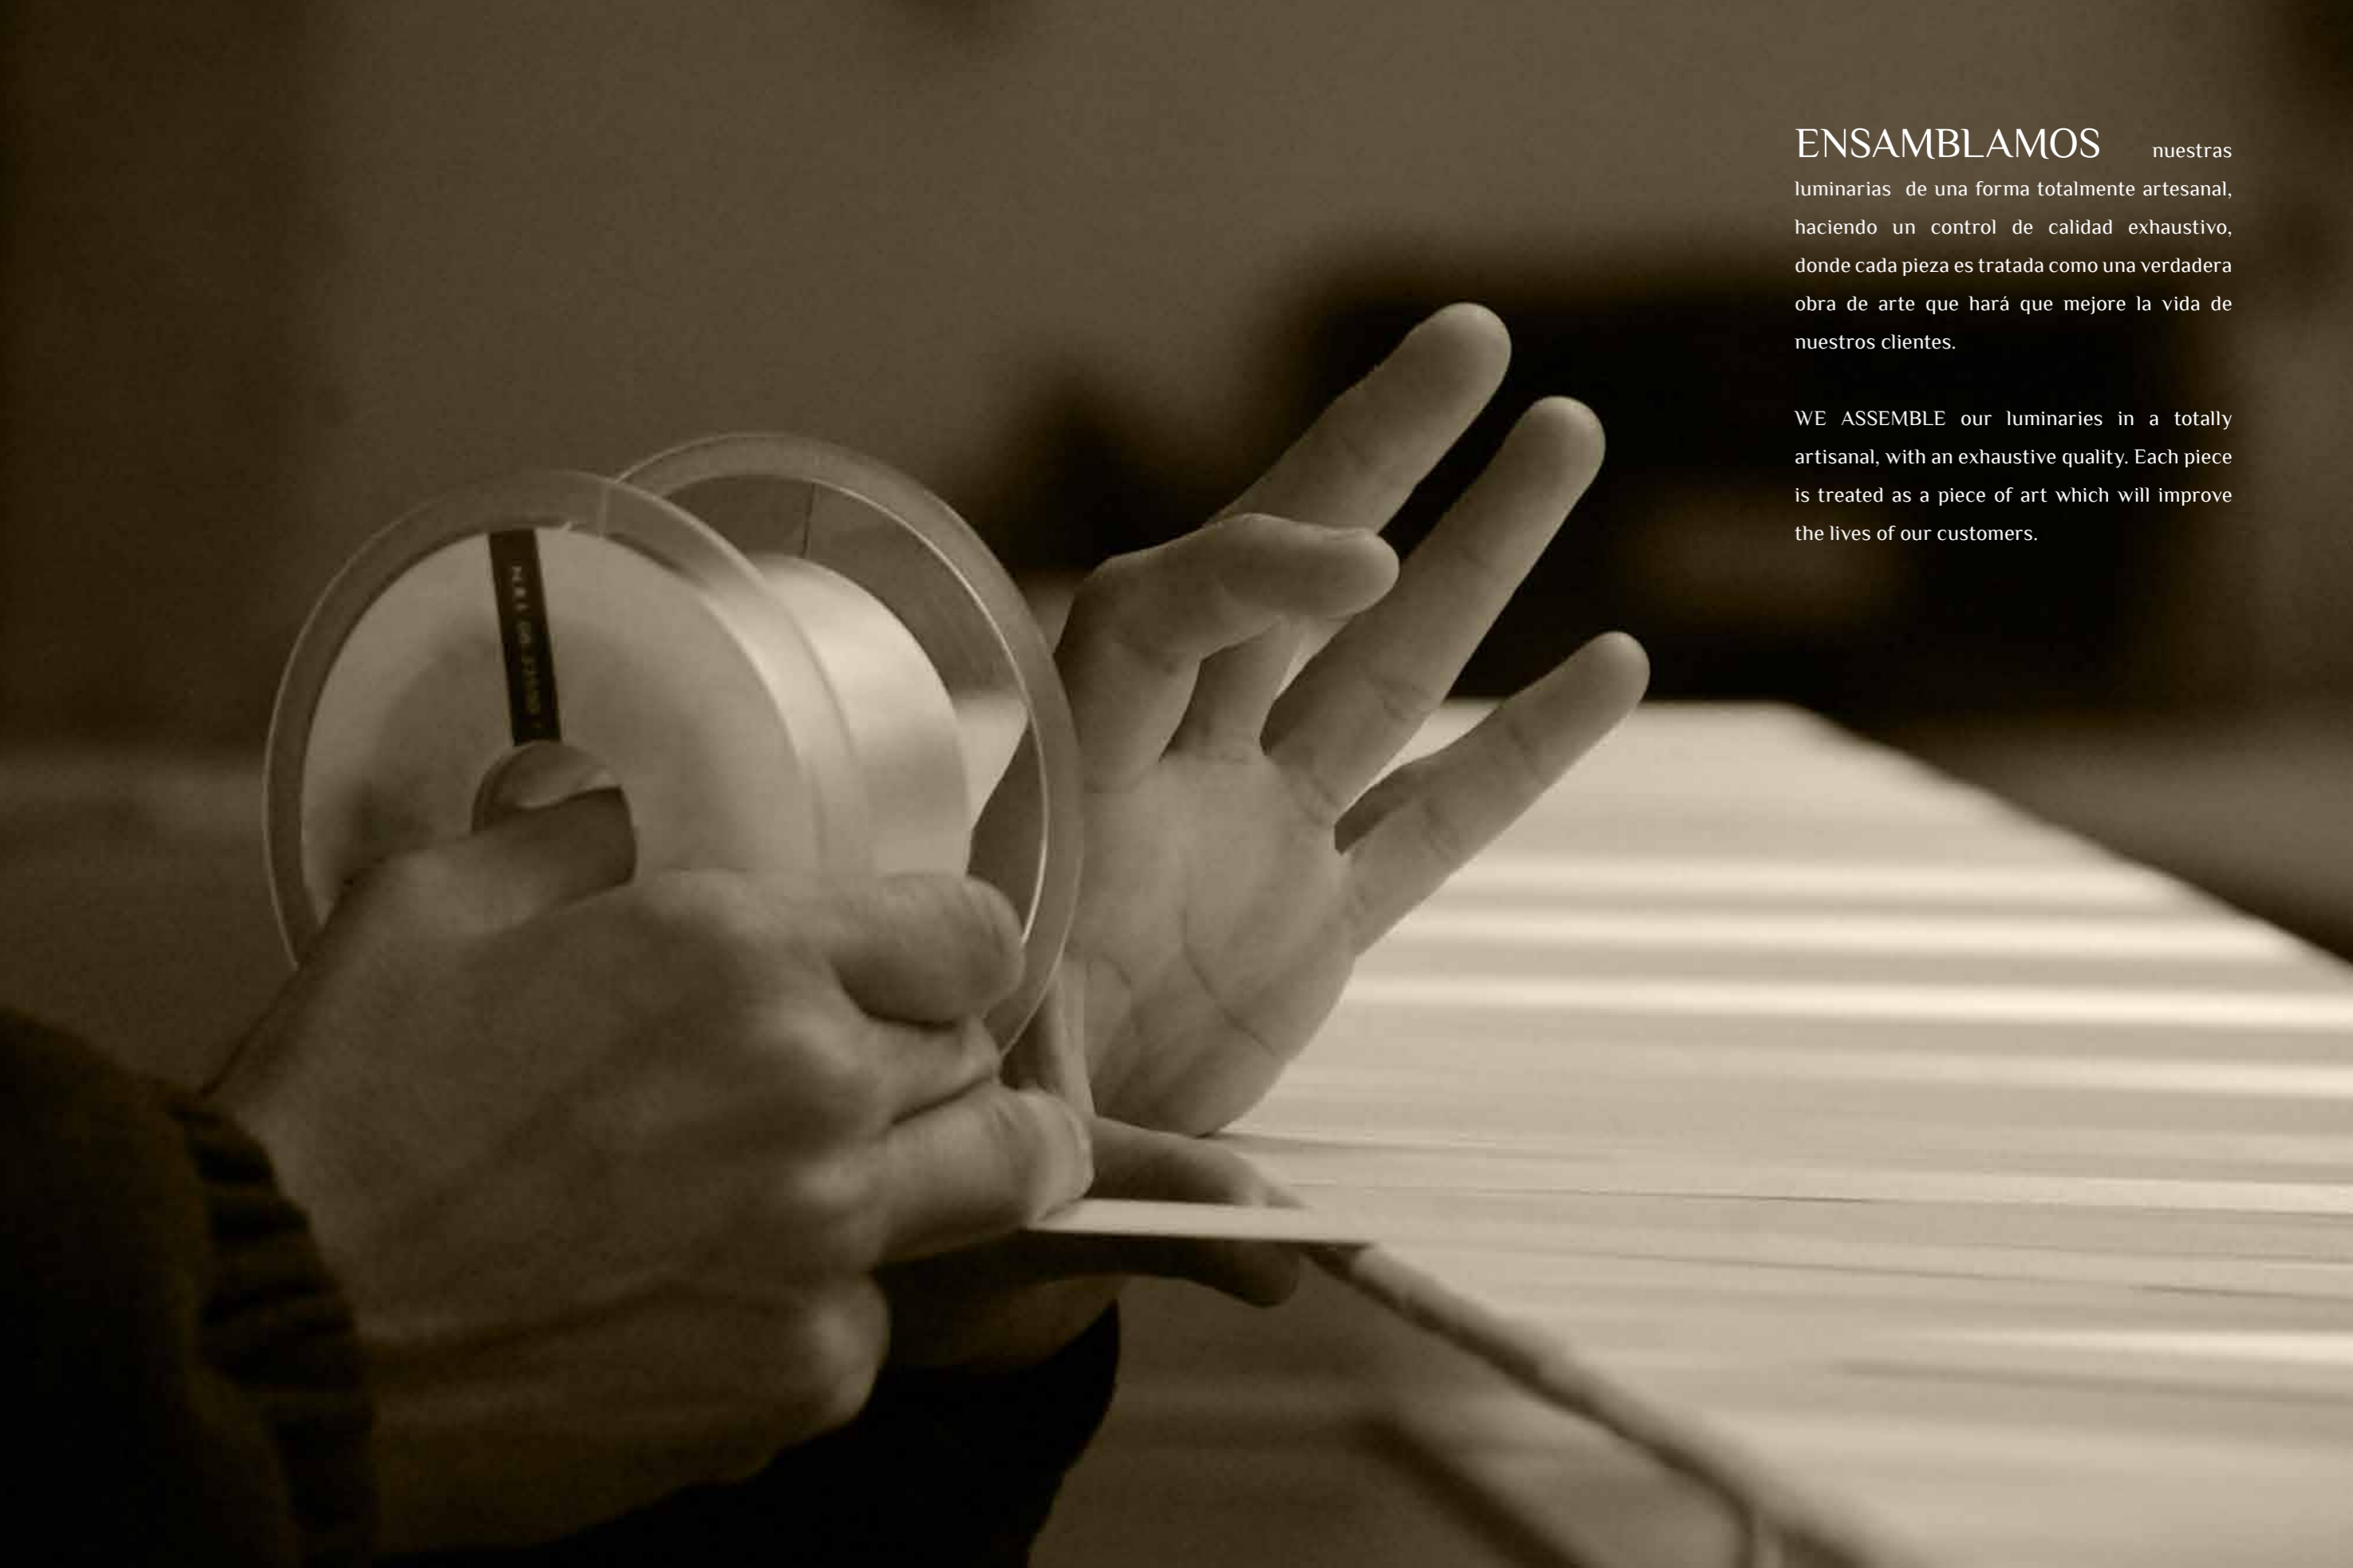 ENSAMBLAMOS nuestras
luminarias de una forma totalmente artesanal,
haciendo un control de calidad exhaustivo,
donde cada pieza es tratada como una verdadera
obra de arte que hará que mejore la vida de
nuestros clientes.
WE ASSEMBLE our luminaries in a totally
artisanal, with an exhaustive quality. Each piece
is treated as a piece of art which will improve
the lives of our customers.